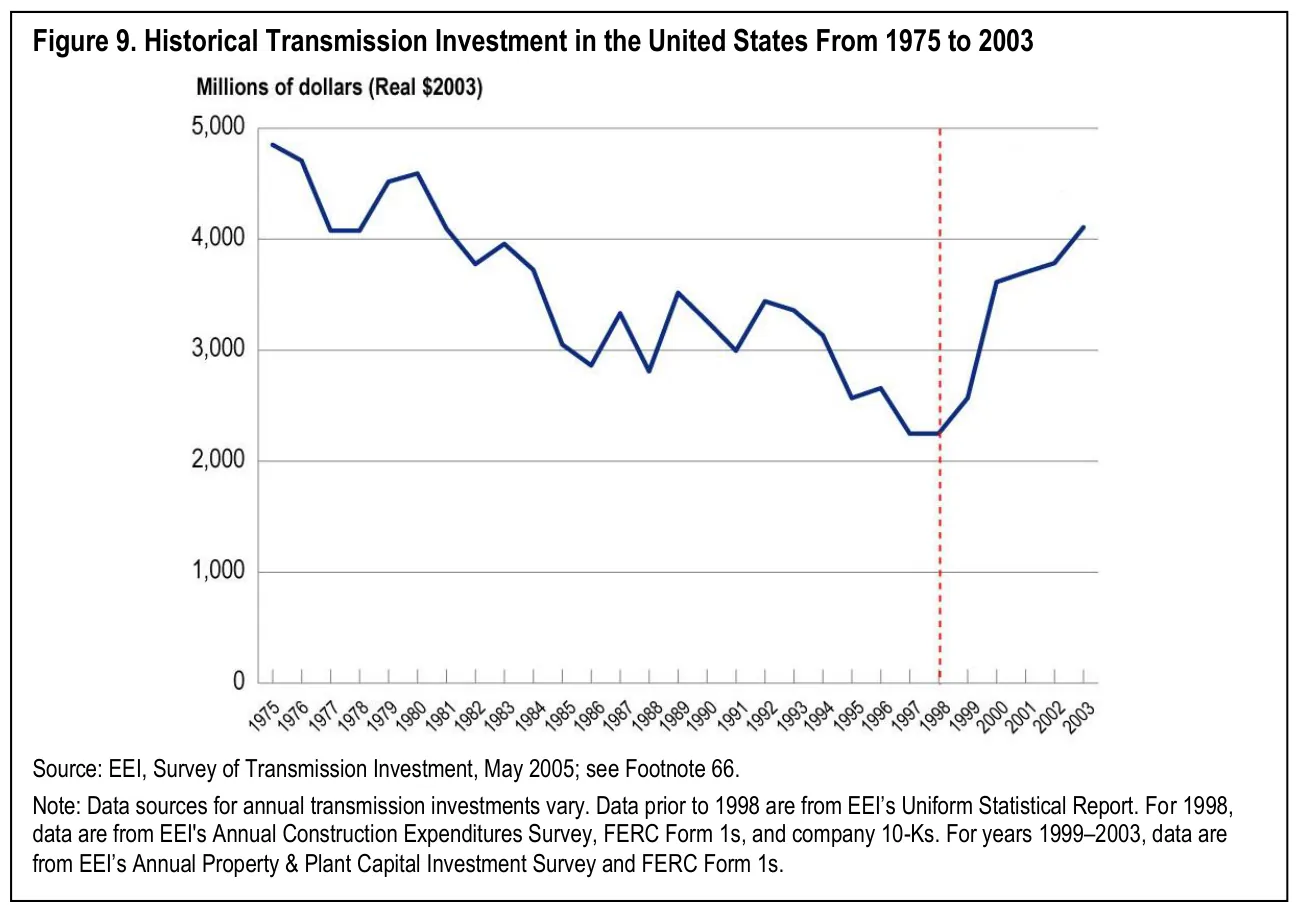 Figure 9. Historical Transmission Investment in the United States From 1975 to 2003
Millions of dollars (Real $2003)
5,000
4,000
3,000
2,000
1,000
0
1975 1976 1977 1978 1979 1980 1981 1982 1983 1984 1985 1986 1987 1988 1989 1990 1991 1992 1993 1994 1995 1996 1997 1998 1999 2000 2001 2002 2003
Source: EEI, Survey of Transmission Investment, May 2005; see Footnote 66.
Note: Data sources for annual transmission investments vary. Data prior to 1998 are from EEI’s Uniform Statistical Report. For 1998,
data are from EEI's Annual Construction Expenditures Survey, FERC Form 1s, and company 10-Ks. For years 1999–2003, data are
from EEI’s Annual Property & Plant Capital Investment Survey and FERC Form 1s.